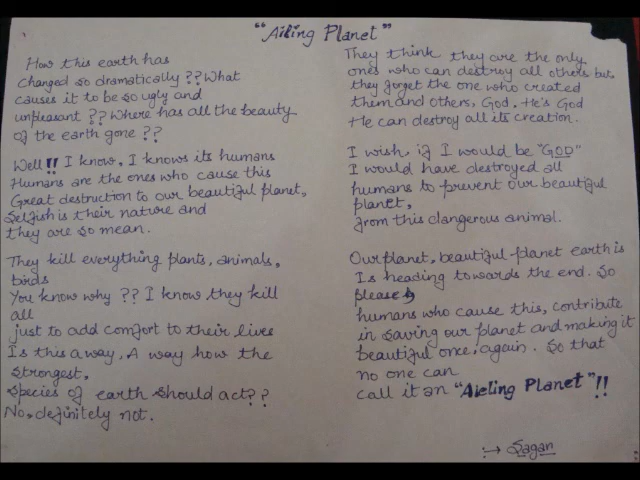 "Ailing Planet"
How this earth has
changed so dramatically ?? What
causes it to be so ugly and
unpleasant ?? Where has all the beauty
of the earth gone ??
Well!! I know, I knows its humans
Humans are the ones who cause this
Great destruction to our beautiful planet,
Selfish is their nature and
they are so mean.
They kill everything plants, animals,
birds
You know why ?? I know they kill
all
just to add comfort to their lives
Is this a way, A way how the
strongest,
Species of earth should act??
No, definitely not.
They think they are the only
ones who can destroy all others but
they forget the one who created
them and others, God. He's God
He can destroy all its creation.
I wish, if I would be "GOD"
I would have destroyed all
humans to prevent our beautiful
planet,
from this dangerous animal.
Our planet, beautiful planet earth is
Is heading towards the end. So
please
humans who cause this, contribute
in saving our planet and making it
beautiful once, again. So that
no one can
call it an "Aieling Planet"!!
:→ Sagan